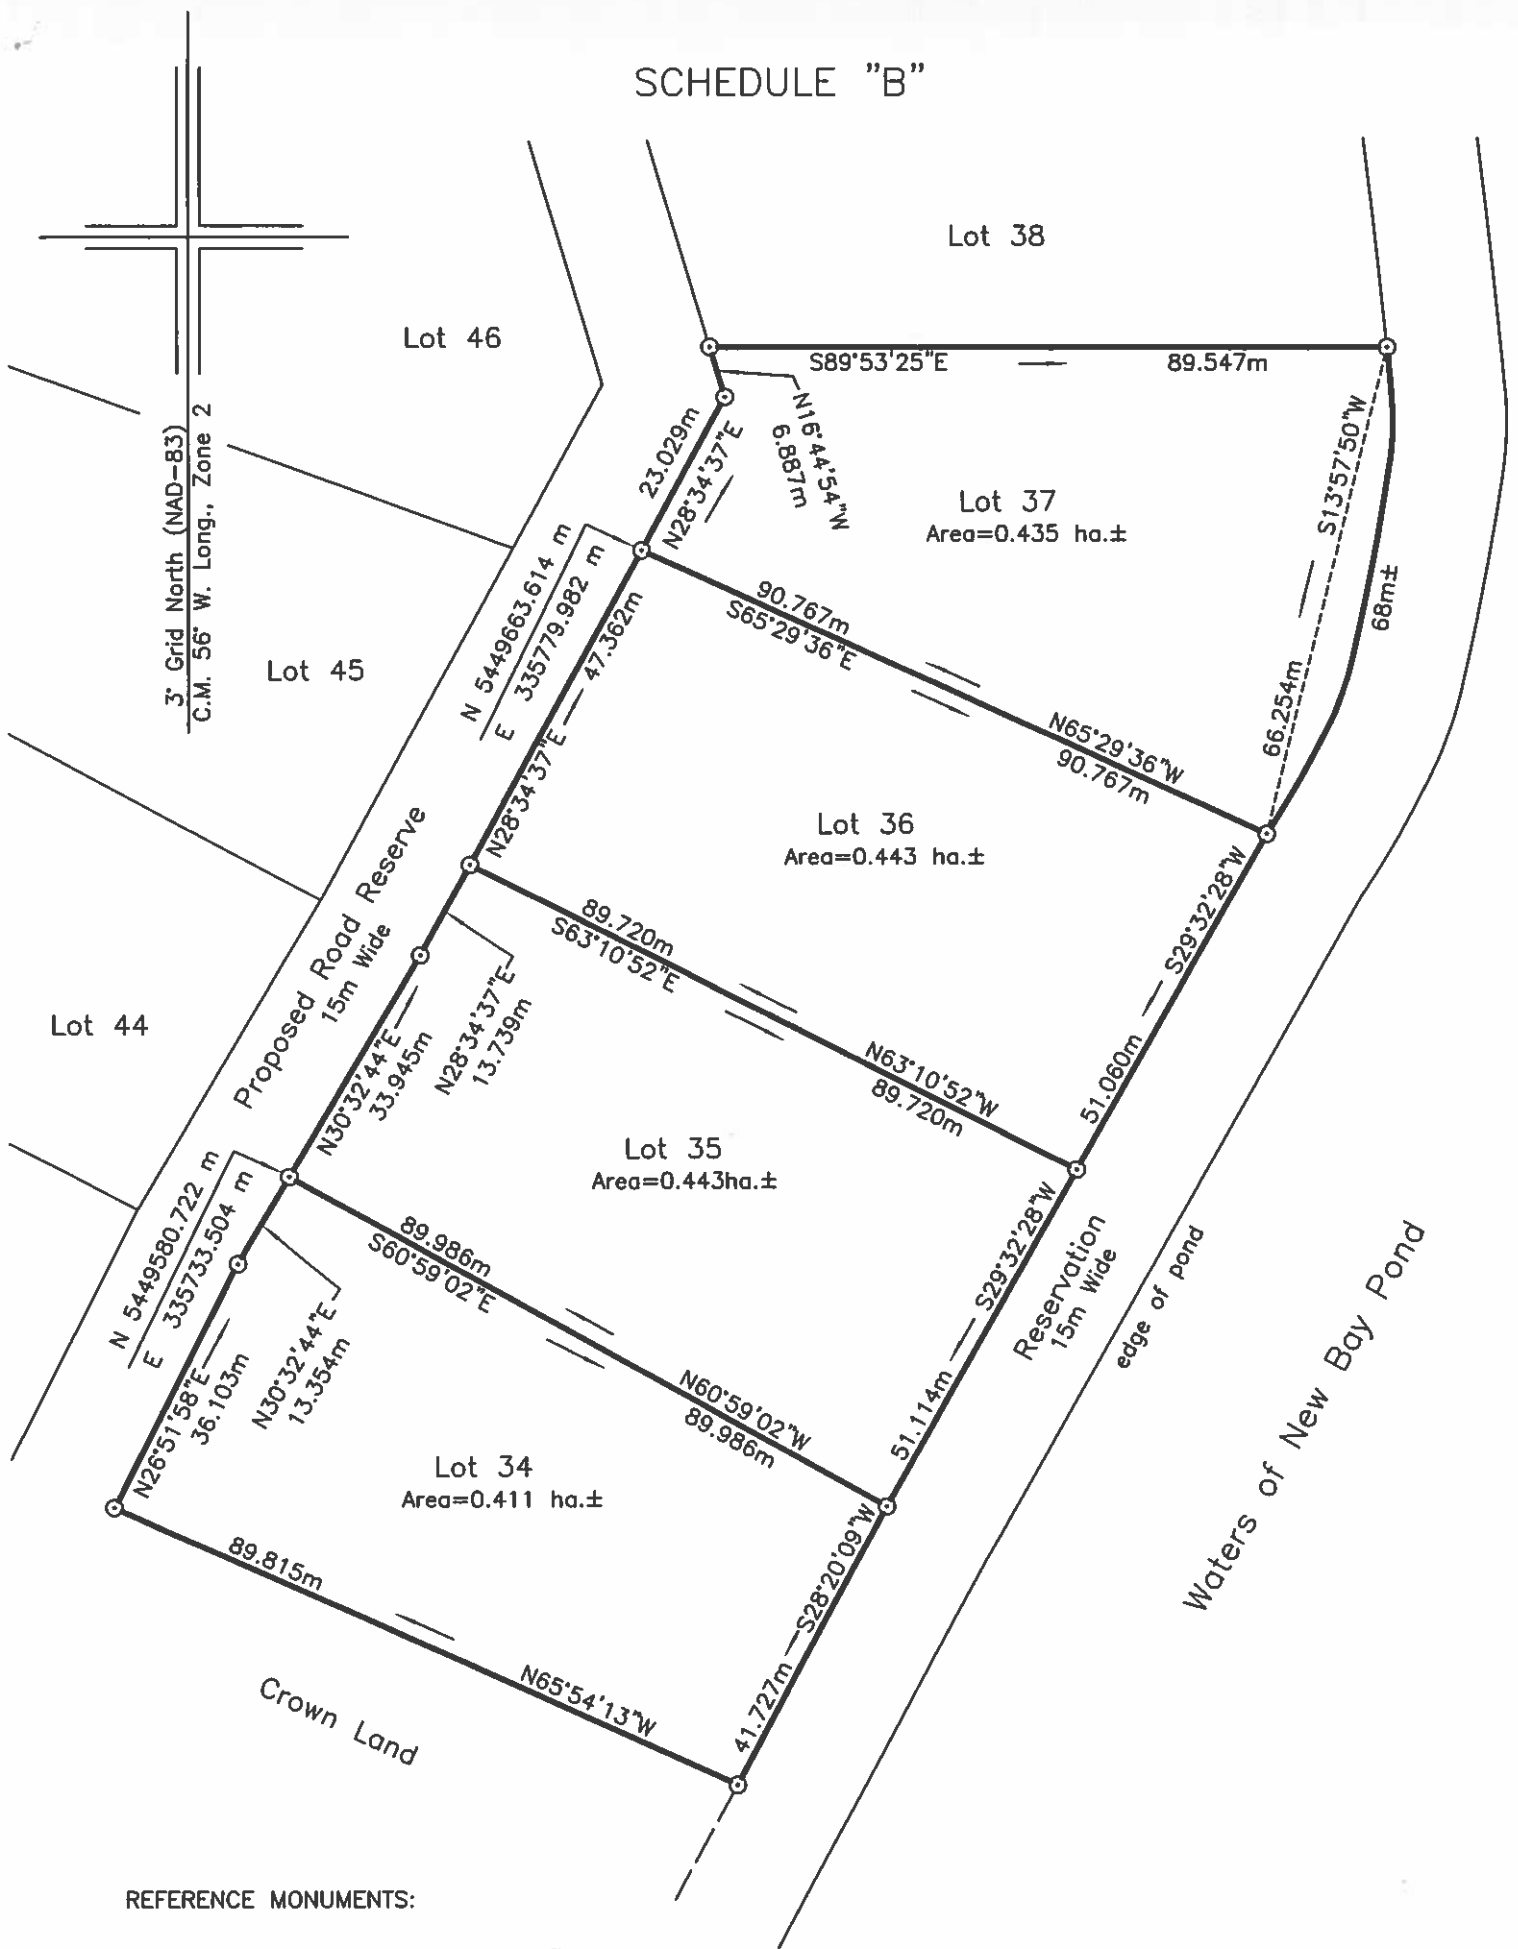 SCHEDULE "B"
Lot 38
Lot 46
S89°53'25"E
89.547m
N16°44'54"W
6.887m
23.029m
N28°34'37"E
3° Grid North (NAD-83)
C.M. 56° W. Long., Zone 2
S13°57'50"W
66.254m
68m±
Lot 37
Area=0.435 ha.±
N 5449663.614 m
E 335779.982 m
90.767m
S65°29'36"E
N65°29'36"W
90.767m
Lot 45
N28°34'37"E
47.362m
Lot 36
Area=0.443 ha.±
S29°32'28"W
51.060m
Proposed Road Reserve
15m Wide
89.720m
S63°10'52"E
N63°10'52"W
89.720m
N28°34'37"E
13.739m
Lot 44
N30°32'44"E
33.945m
Lot 35
Area=0.443ha.±
S29°32'28"W
51.114m
N 5449580.722 m
E 335733.504 m
89.986m
S60°59'02"E
N60°59'02"W
89.986m
Reservation
15m Wide
edge of pond
Waters of New Bay Pond
N30°32'44"E
13.354m
N26°51'58"E
36.103m
Lot 34
Area=0.411 ha.±
S28°20'09"W
41.727m
89.815m
N65°54'13"W
Crown Land
REFERENCE MONUMENTS: